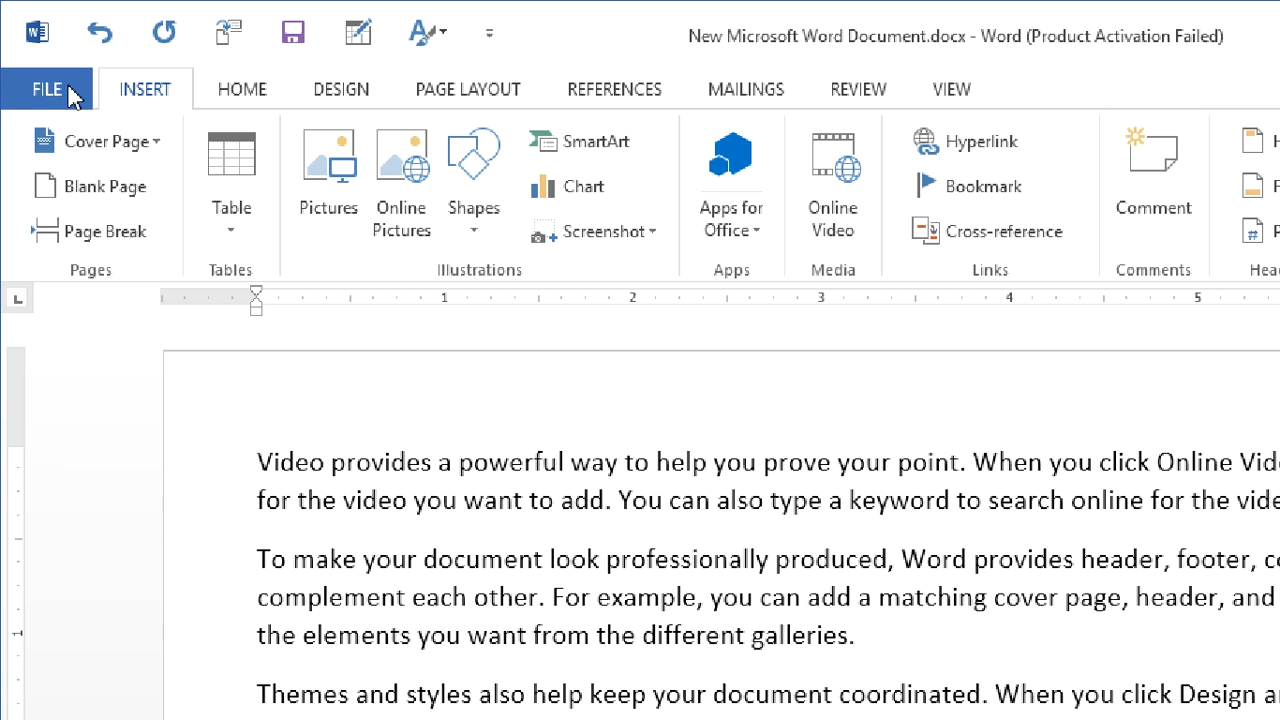 New Microsoft Word Document.docx - Word (Product Activation Failed)
FILE INSERT HOME DESIGN PAGE LAYOUT REFERENCES MAILINGS REVIEW VIEW
Cover Page
Blank Page
Page Break
Pages
Table
Tables
Pictures
Online
Pictures
Shapes
SmartArt
Chart
Screenshot
Illustrations
Apps for
Office
Apps
Online
Video
Media
Hyperlink
Bookmark
Cross-reference
Links
Comment
Comments
1 2 3 4 5
1
Video provides a powerful way to help you prove your point. When you click Online
for the video you want to add. You can also type a keyword to search online for the
To make your document look professionally produced, Word provides header, footer,
complement each other. For example, you can add a matching cover page, header, and
the elements you want from the different galleries.
Themes and styles also help keep your document coordinated. When you click Design